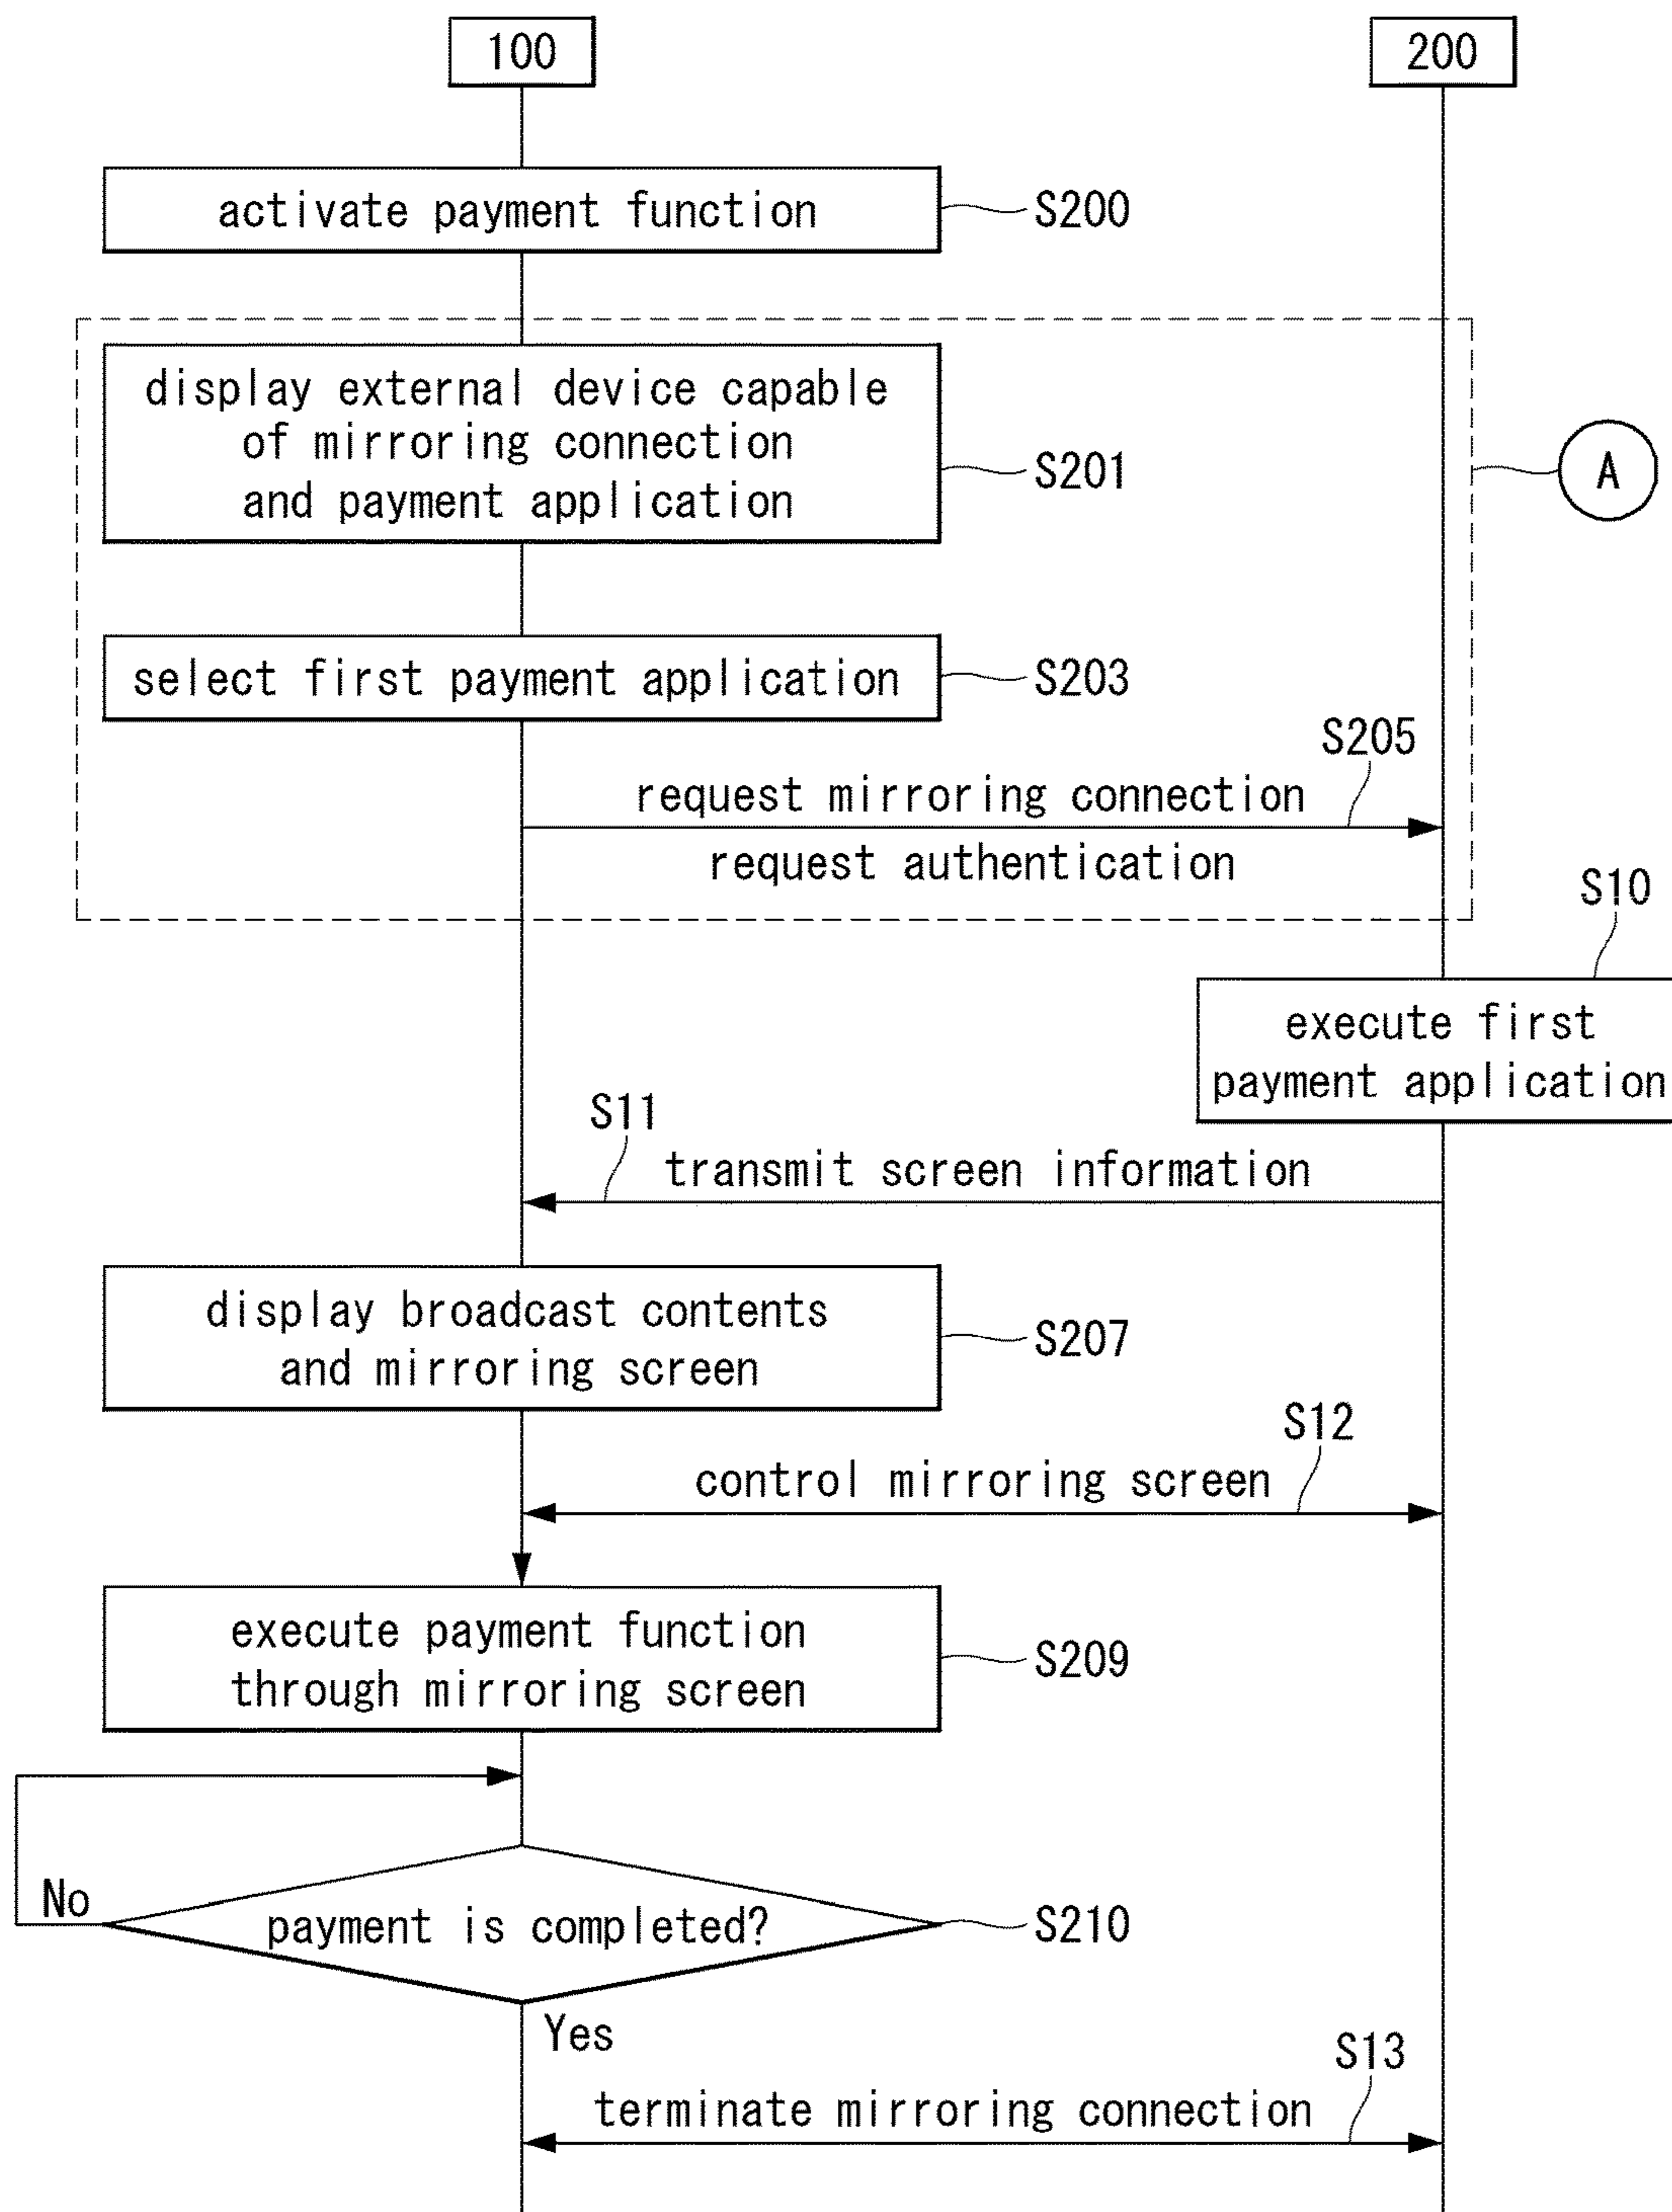 100
200
activate payment function
S200
display external device capable
of mirroring connection
and payment application
S201
A
select first payment application
S203
S205
request mirroring connection
request authentication
S10
execute first
payment application
S11
transmit screen information
display broadcast contents
and mirroring screen
S207
S12
control mirroring screen
execute payment function
through mirroring screen
S209
No
payment is completed?
S210
Yes
S13
terminate mirroring connection